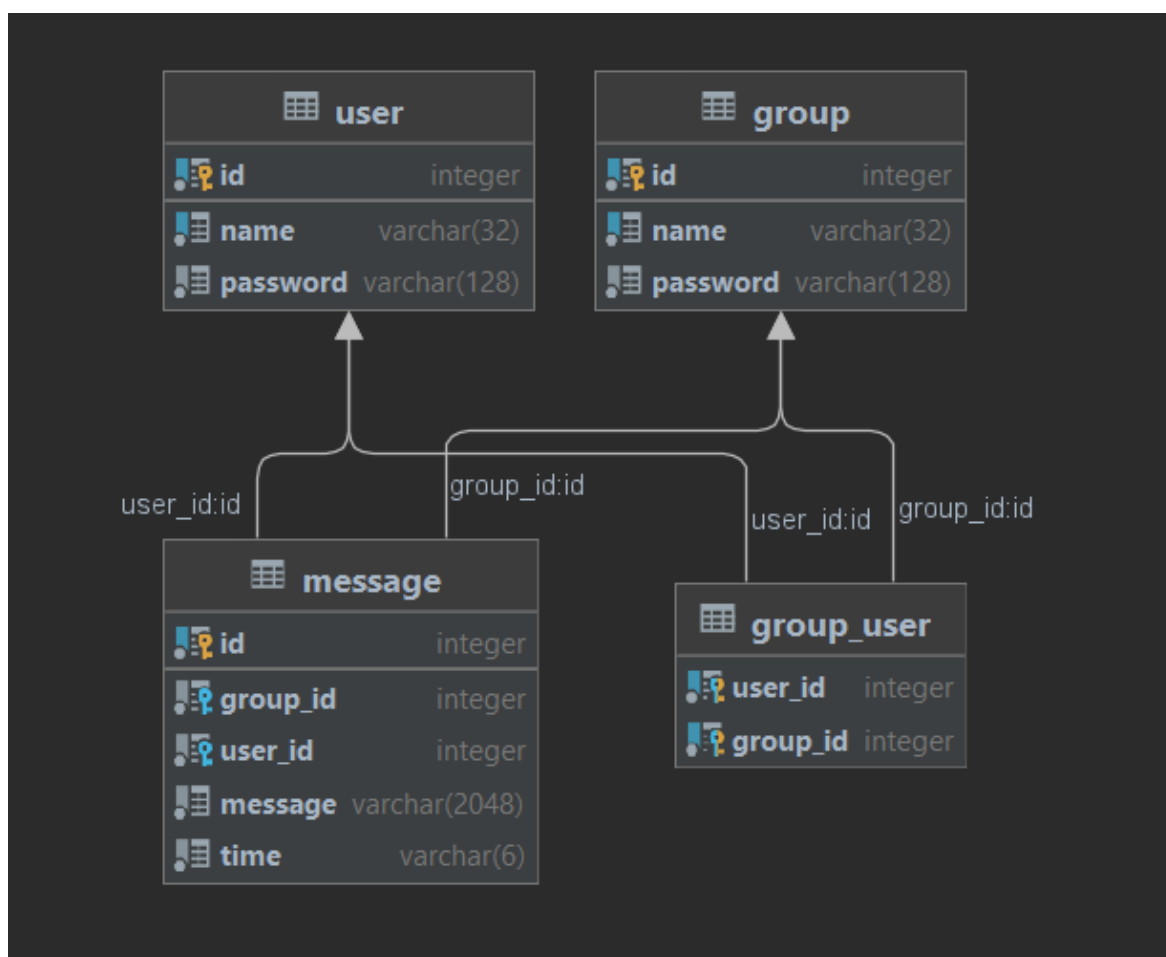 user
id integer
name varchar(32)
password varchar(128)
group
id integer
name varchar(32)
password varchar(128)
user_id:id
group_id:id
user_id:id
group_id:id
message
id integer
group_id integer
user_id integer
message varchar(2048)
time varchar(6)
group_user
user_id integer
group_id integer